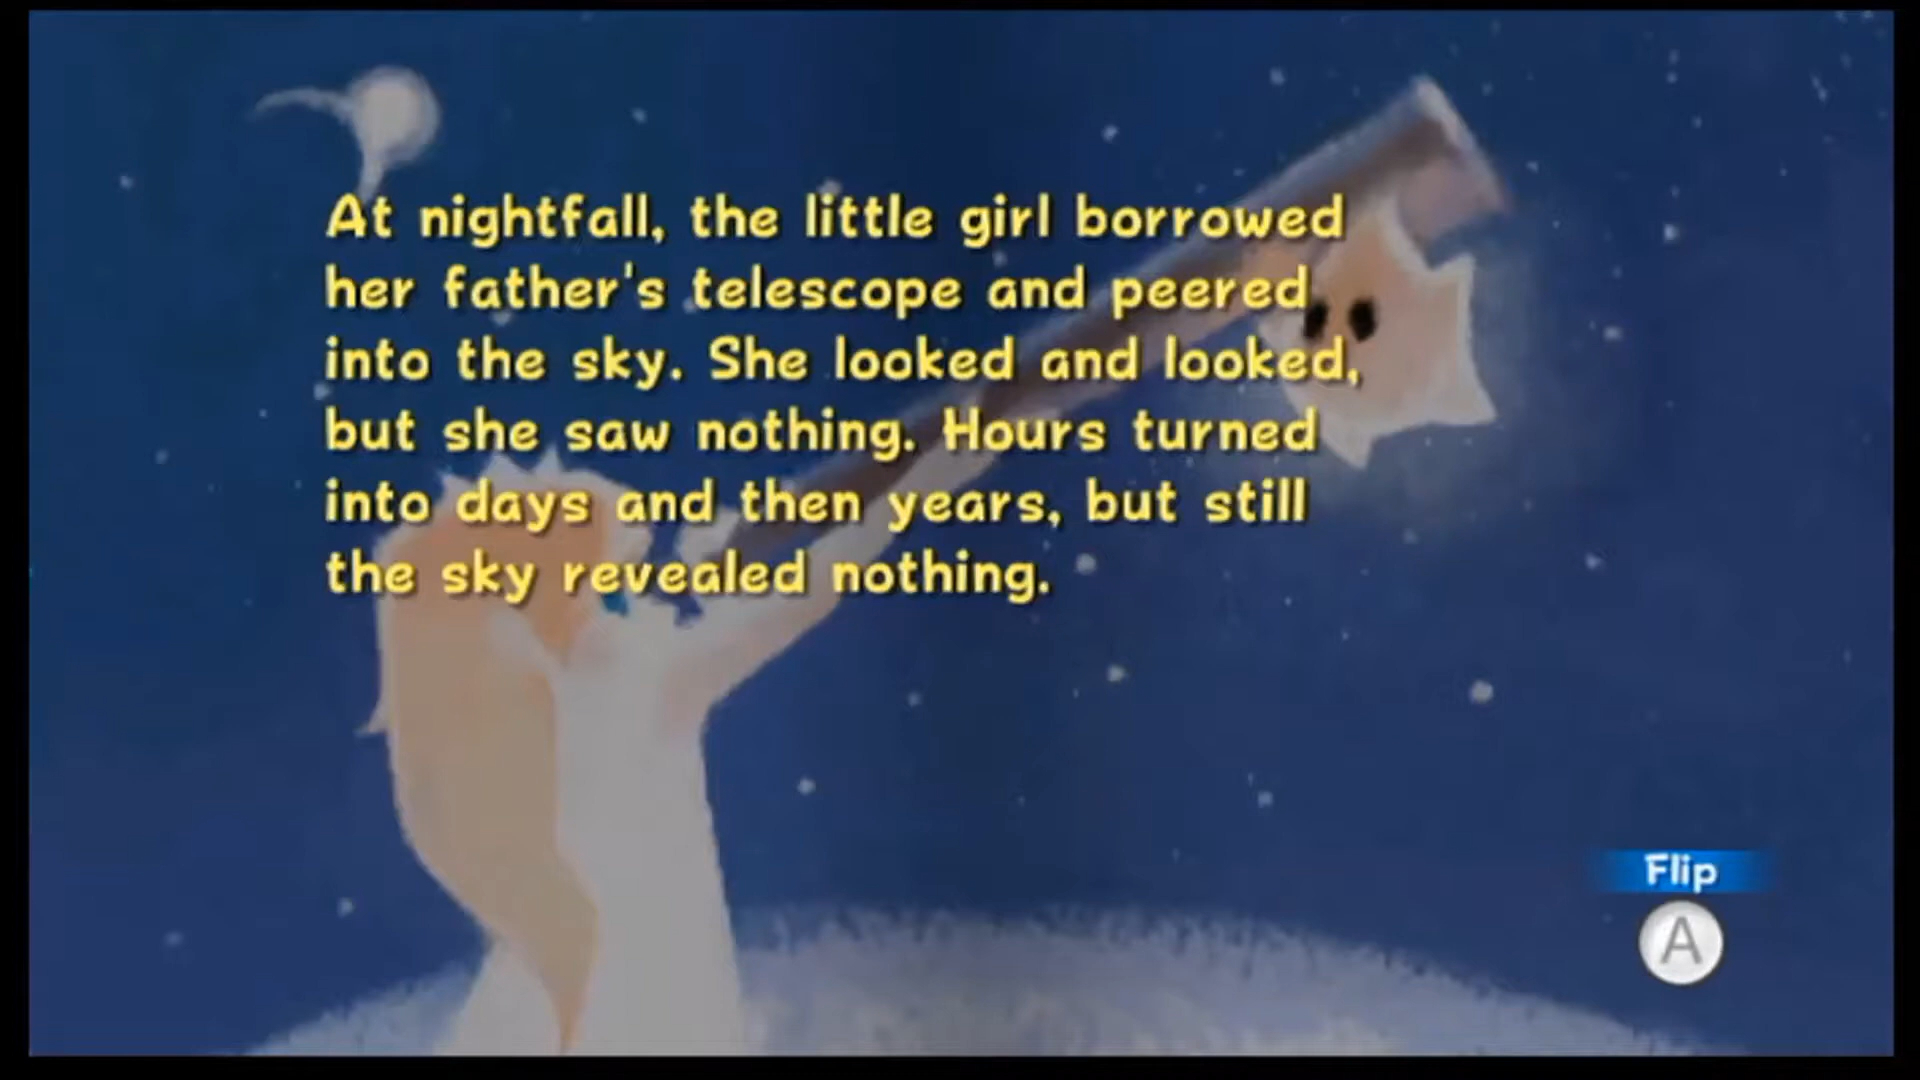 At nightfall, the little girl borrowed
her father's telescope and peered
into the sky. She looked and looked,
but she saw nothing. Hours turned
into days and then years, but still
the sky revealed nothing.
Flip
A